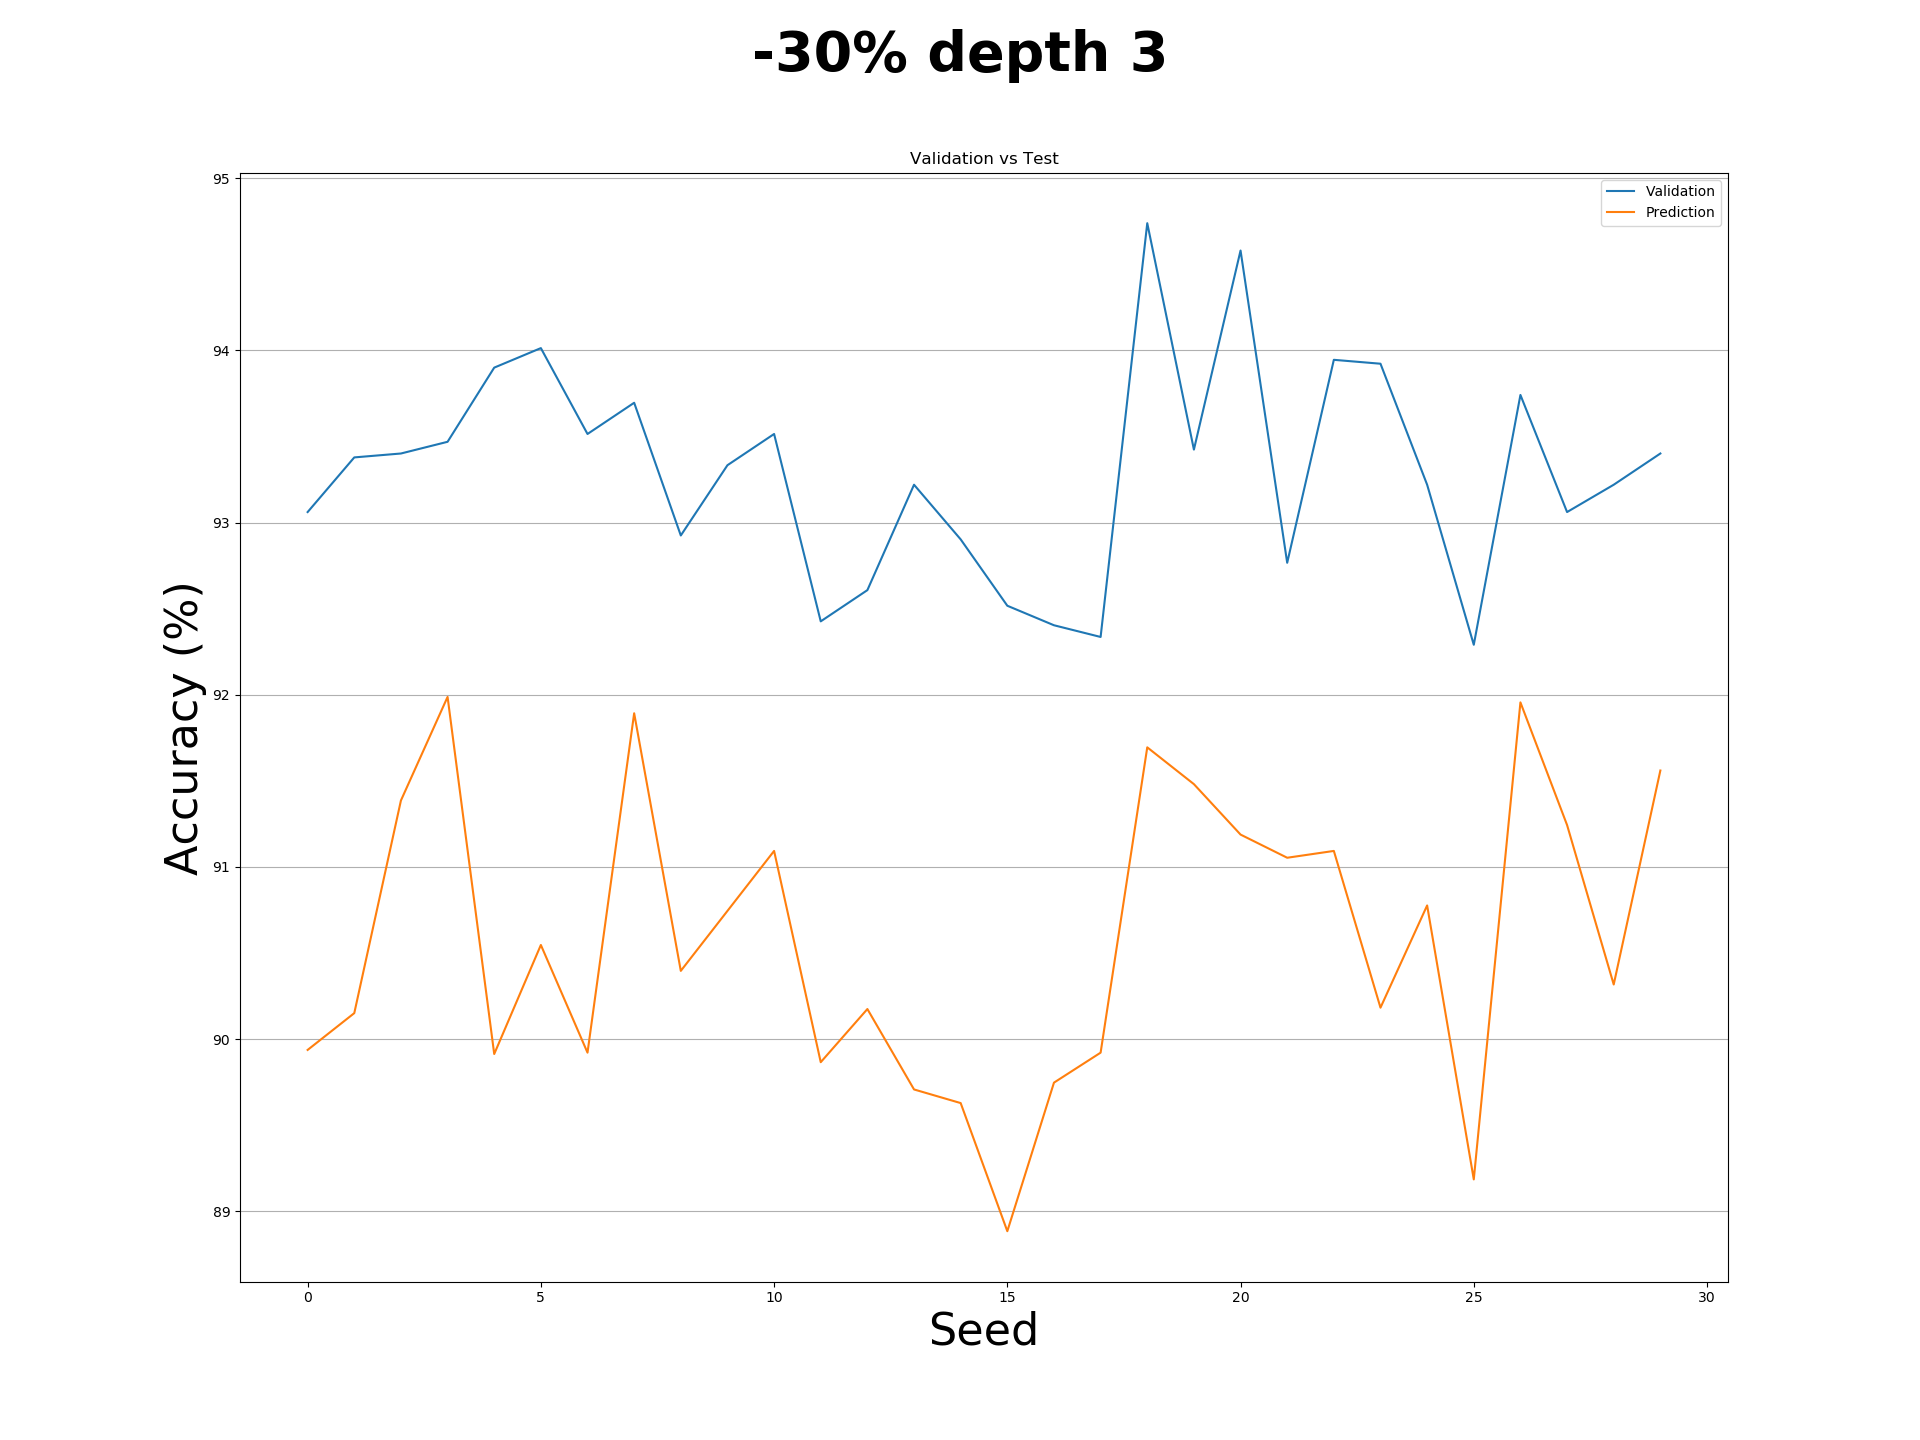 -30% depth 3
Validation vs Test
Validation
Prediction
95
94
93
92
91
90
89
Accuracy (%)
0 5 10 15 20 25 30
Seed